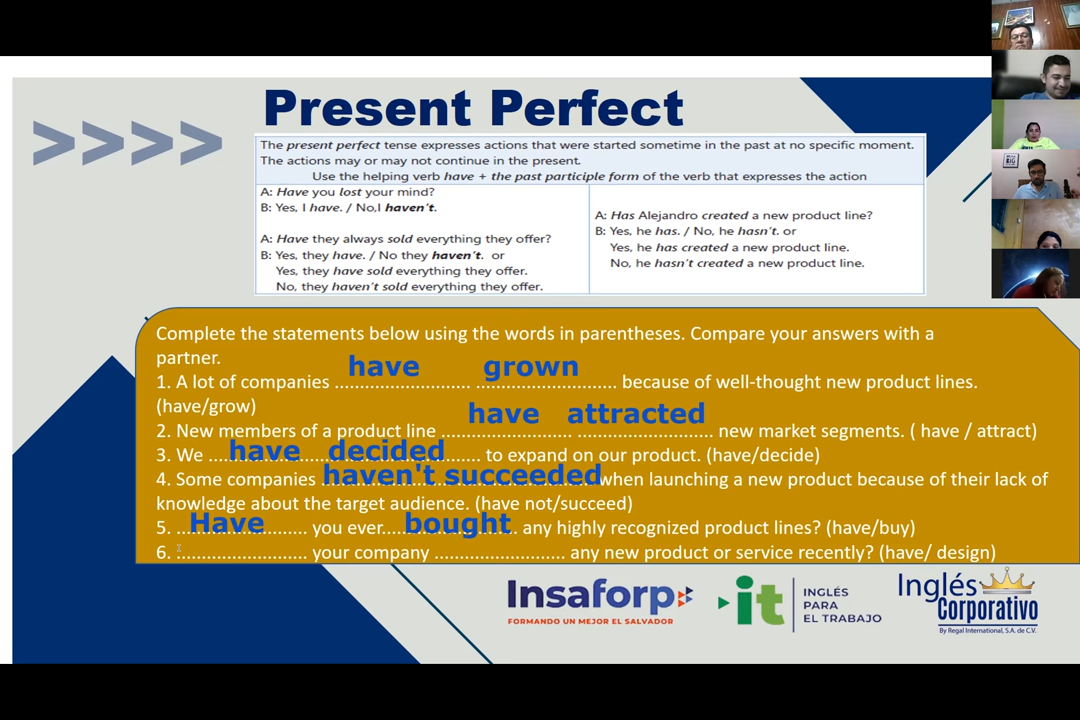 >>>>
Present Perfect
The present perfect tense expresses actions that were started sometime in the past at no specific moment.
The actions may or may not continue in the present.
Use the helping verb have + the past participle form of the verb that expresses the action
A: Have you lost your mind?
B: Yes, I have. / No,I haven't.
A: Have they always sold everything they offer?
B: Yes, they have. / No they haven't. or
Yes, they have sold everything they offer.
No, they haven't sold everything they offer.
A: Has Alejandro created a new product line?
B: Yes, he has. / No, he hasn't. or
Yes, he has created a new product line.
No, he hasn't created a new product line.
Complete the statements below using the words in parentheses. Compare your answers with a
partner.
1. A lot of companies have grown because of well-thought new product lines.
(have/grow)
2. New members of a product line have attracted new market segments. ( have / attract)
3. We have decided to expand on our product. (have/decide)
4. Some companies haven't succeeded when launching a new product because of their lack of
knowledge about the target audience. (have not/succeed)
5. Have you ever bought any highly recognized product lines? (have/buy)
6. .......................... your company .......................... any new product or service recently? (have/ design)
Insaforp
FORMANDO UN MEJOR EL SALVADOR
it
INGLÉS
PARA
EL TRABAJO
Inglés
Corporativo
By Regal International, S.A. de C.V.